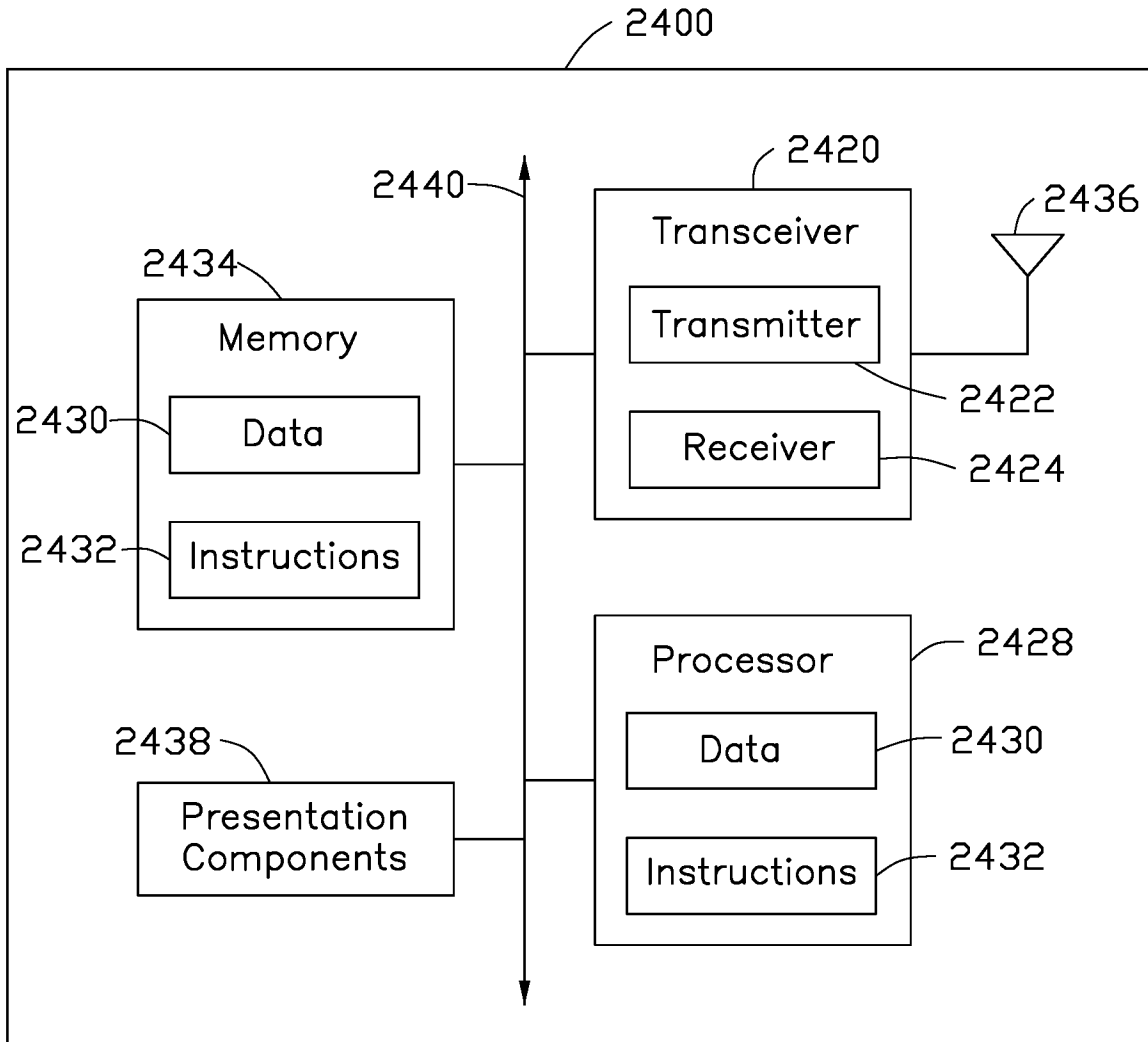 2400
2420
2440
2436
Transceiver
2434
Memory
Transmitter
2422
2430
Data
Receiver
2424
2432
Instructions
2428
Processor
2438
Data
2430
Presentation
Components
Instructions
2432